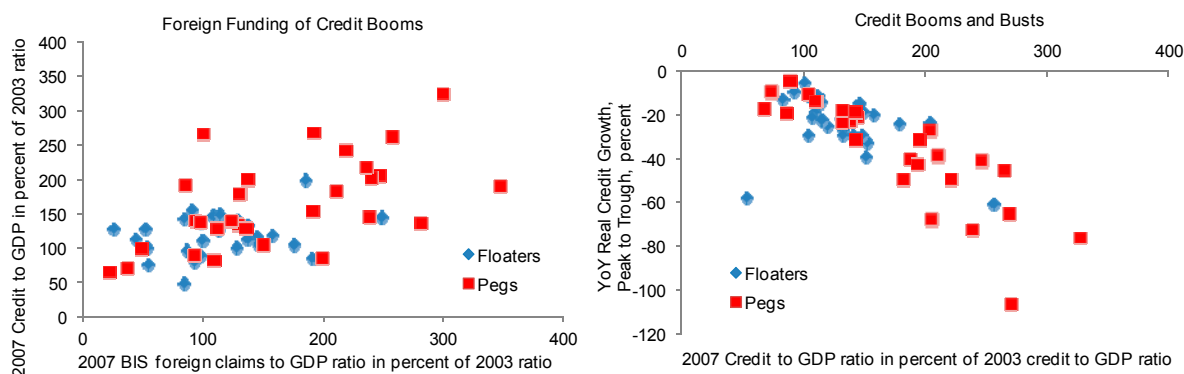 Foreign Funding of Credit Booms
2007 Credit to GDP in percent of 2003 ratio
400
350
300
250
200
150
100
50
0
0 100 200 300 400
Floaters
Pegs
2007 BIS foreign claims to GDP ratio in percent of 2003 ratio
Credit Booms and Busts
0 100 200 300 400
YoY Real Credit Growth,
Peak to Trough, percent
0
-20
-40
-60
-80
-100
-120
Floaters
Pegs
2007 Credit to GDP ratio in percent of 2003 credit to GDP ratio